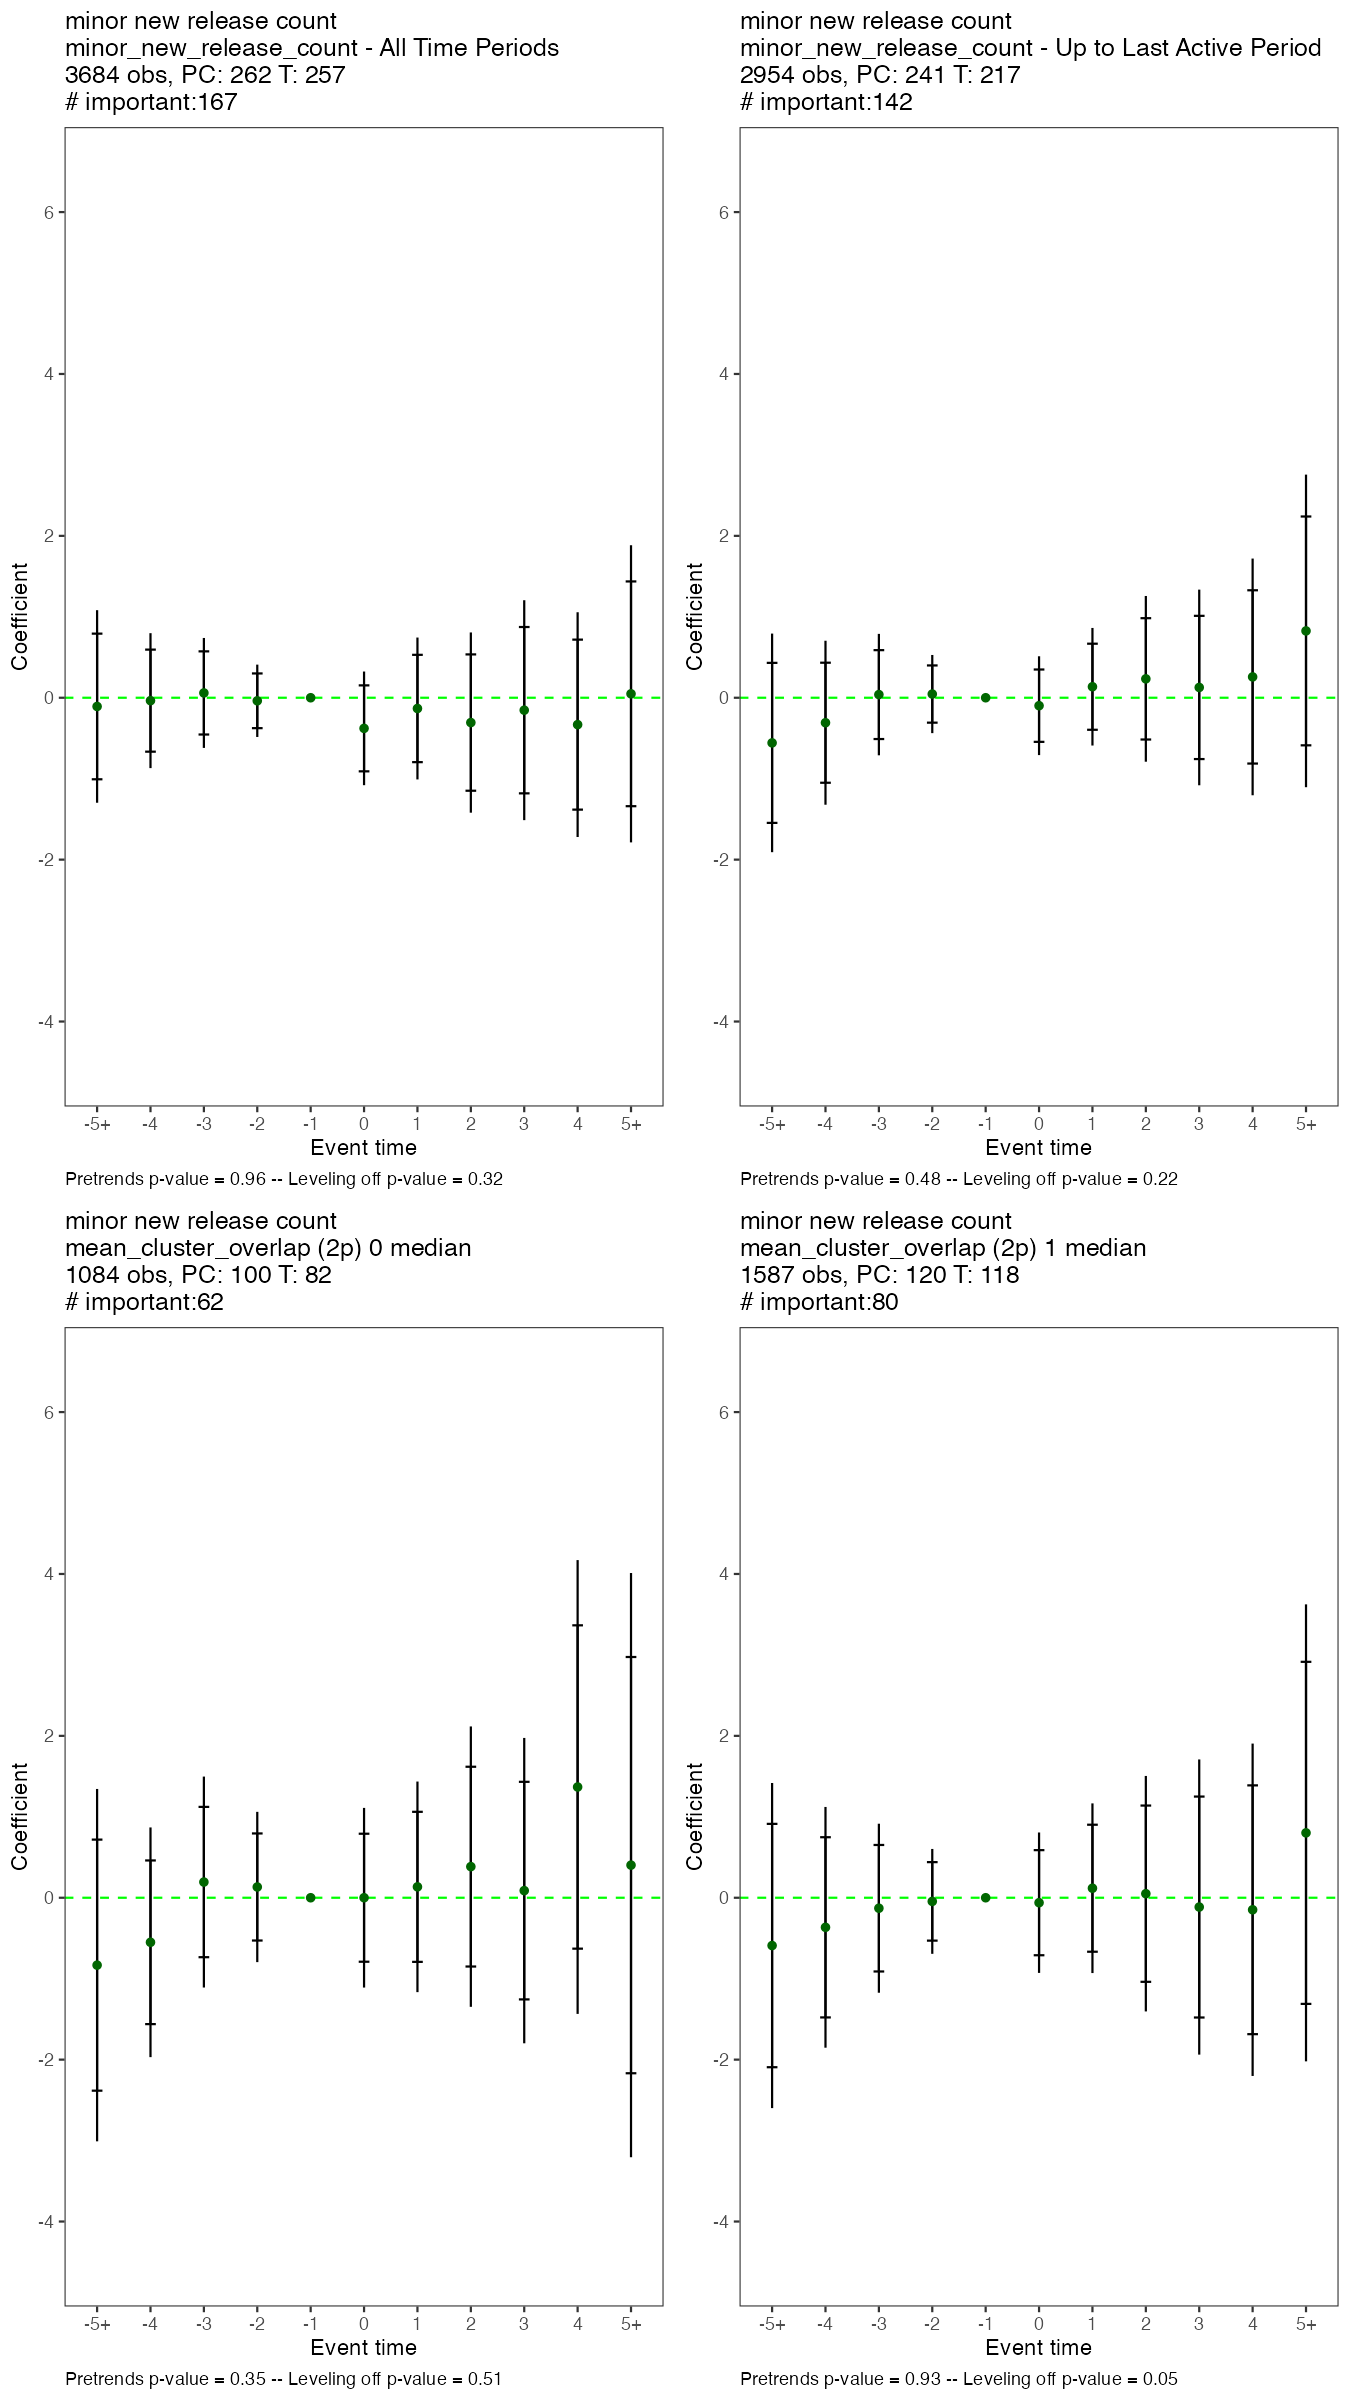 minor new release count
minor_new_release_count - All Time Periods
3684 obs, PC: 262 T: 257
# important:167
Coefficient
6
4
2
0
-2
-4
-5+ -4 -3 -2 -1 0 1 2 3 4 5+
Event time
Pretrends p-value = 0.96 -- Leveling off p-value = 0.32
minor new release count
minor_new_release_count - Up to Last Active Period
2954 obs, PC: 241 T: 217
# important:142
Coefficient
6
4
2
0
-2
-4
-5+ -4 -3 -2 -1 0 1 2 3 4 5+
Event time
Pretrends p-value = 0.48 -- Leveling off p-value = 0.22
minor new release count
mean_cluster_overlap (2p) 0 median
1084 obs, PC: 100 T: 82
# important:62
Coefficient
6
4
2
0
-2
-4
-5+ -4 -3 -2 -1 0 1 2 3 4 5+
Event time
Pretrends p-value = 0.35 -- Leveling off p-value = 0.51
minor new release count
mean_cluster_overlap (2p) 1 median
1587 obs, PC: 120 T: 118
# important:80
Coefficient
6
4
2
0
-2
-4
-5+ -4 -3 -2 -1 0 1 2 3 4 5+
Event time
Pretrends p-value = 0.93 -- Leveling off p-value = 0.05